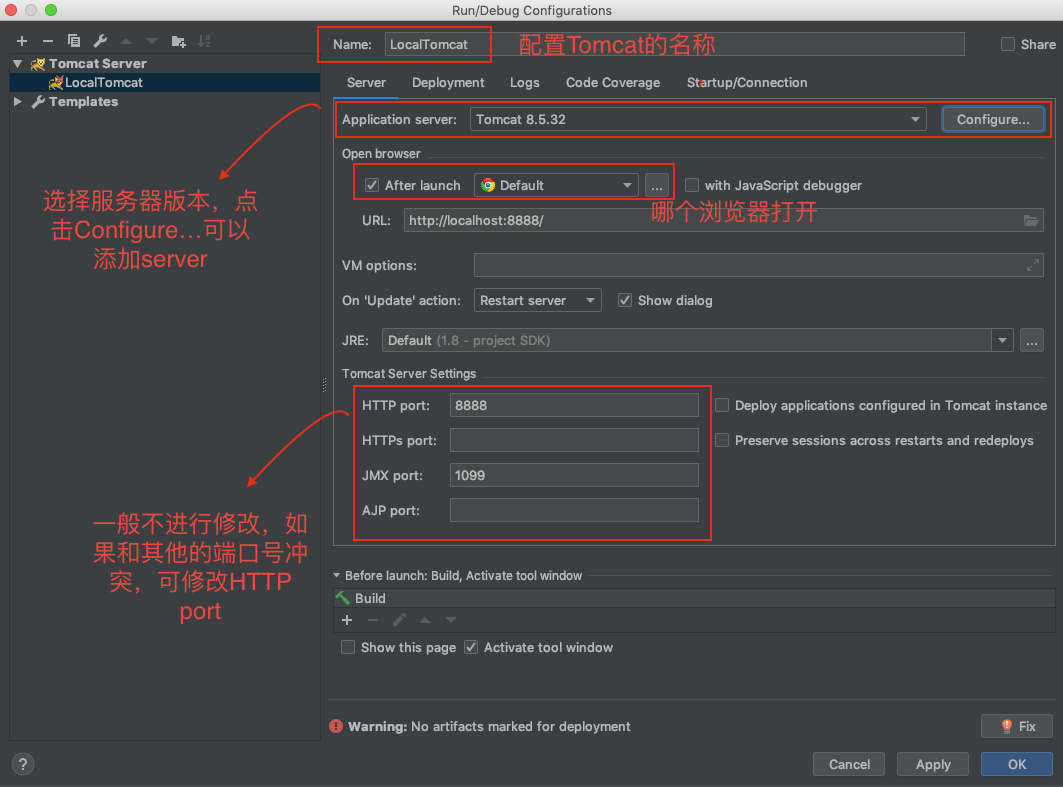 Run/Debug Configurations
Name: LocalTomcat 配置Tomcat的名称 Share
Tomcat Server
LocalTomcat
Templates
Server Deployment Logs Code Coverage Startup/Connection
Application server: Tomcat 8.5.32 Configure...
Open browser
After launch Default ... with JavaScript debugger
哪个浏览器打开
URL: http://localhost:8888/
选择服务器版本，点
击Configure…可以
添加server
VM options:
On 'Update' action: Restart server Show dialog
JRE: Default (1.8 - project SDK) ...
Tomcat Server Settings
HTTP port: 8888 Deploy applications configured in Tomcat instance
HTTPs port: Preserve sessions across restarts and redeploys
JMX port: 1099
AJP port:
一般不进行修改，如
果和其他的端口号冲
突，可修改HTTP
port
Before launch: Build, Activate tool window
Build
Show this page Activate tool window
Warning: No artifacts marked for deployment Fix
? Cancel Apply OK